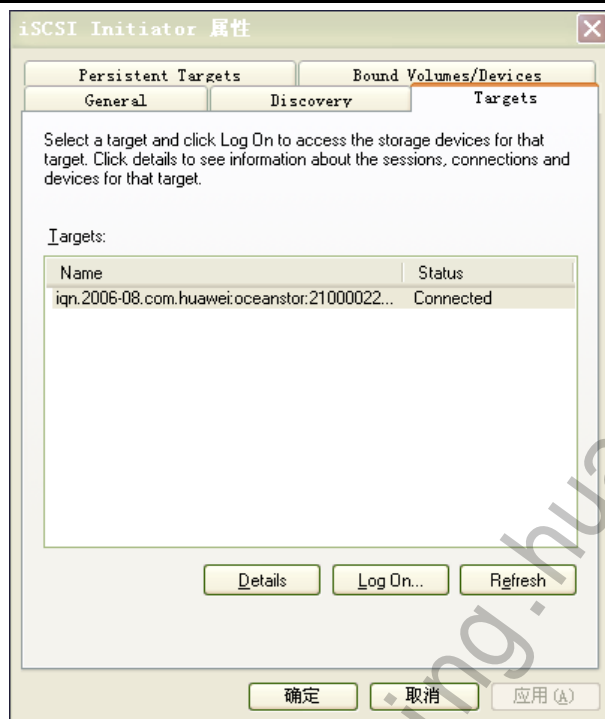 iSCSI Initiator 属性
Persistent Targets Bound Volumes/Devices
General Discovery Targets
Select a target and click Log On to access the storage devices for that
target. Click details to see information about the sessions, connections and
devices for that target.
Targets:
Name Status
iqn.2006-08.com.huawei:oceanstor:21000022... Connected
Details Log On... Refresh
确定 取消 应用(A)
ing.hua